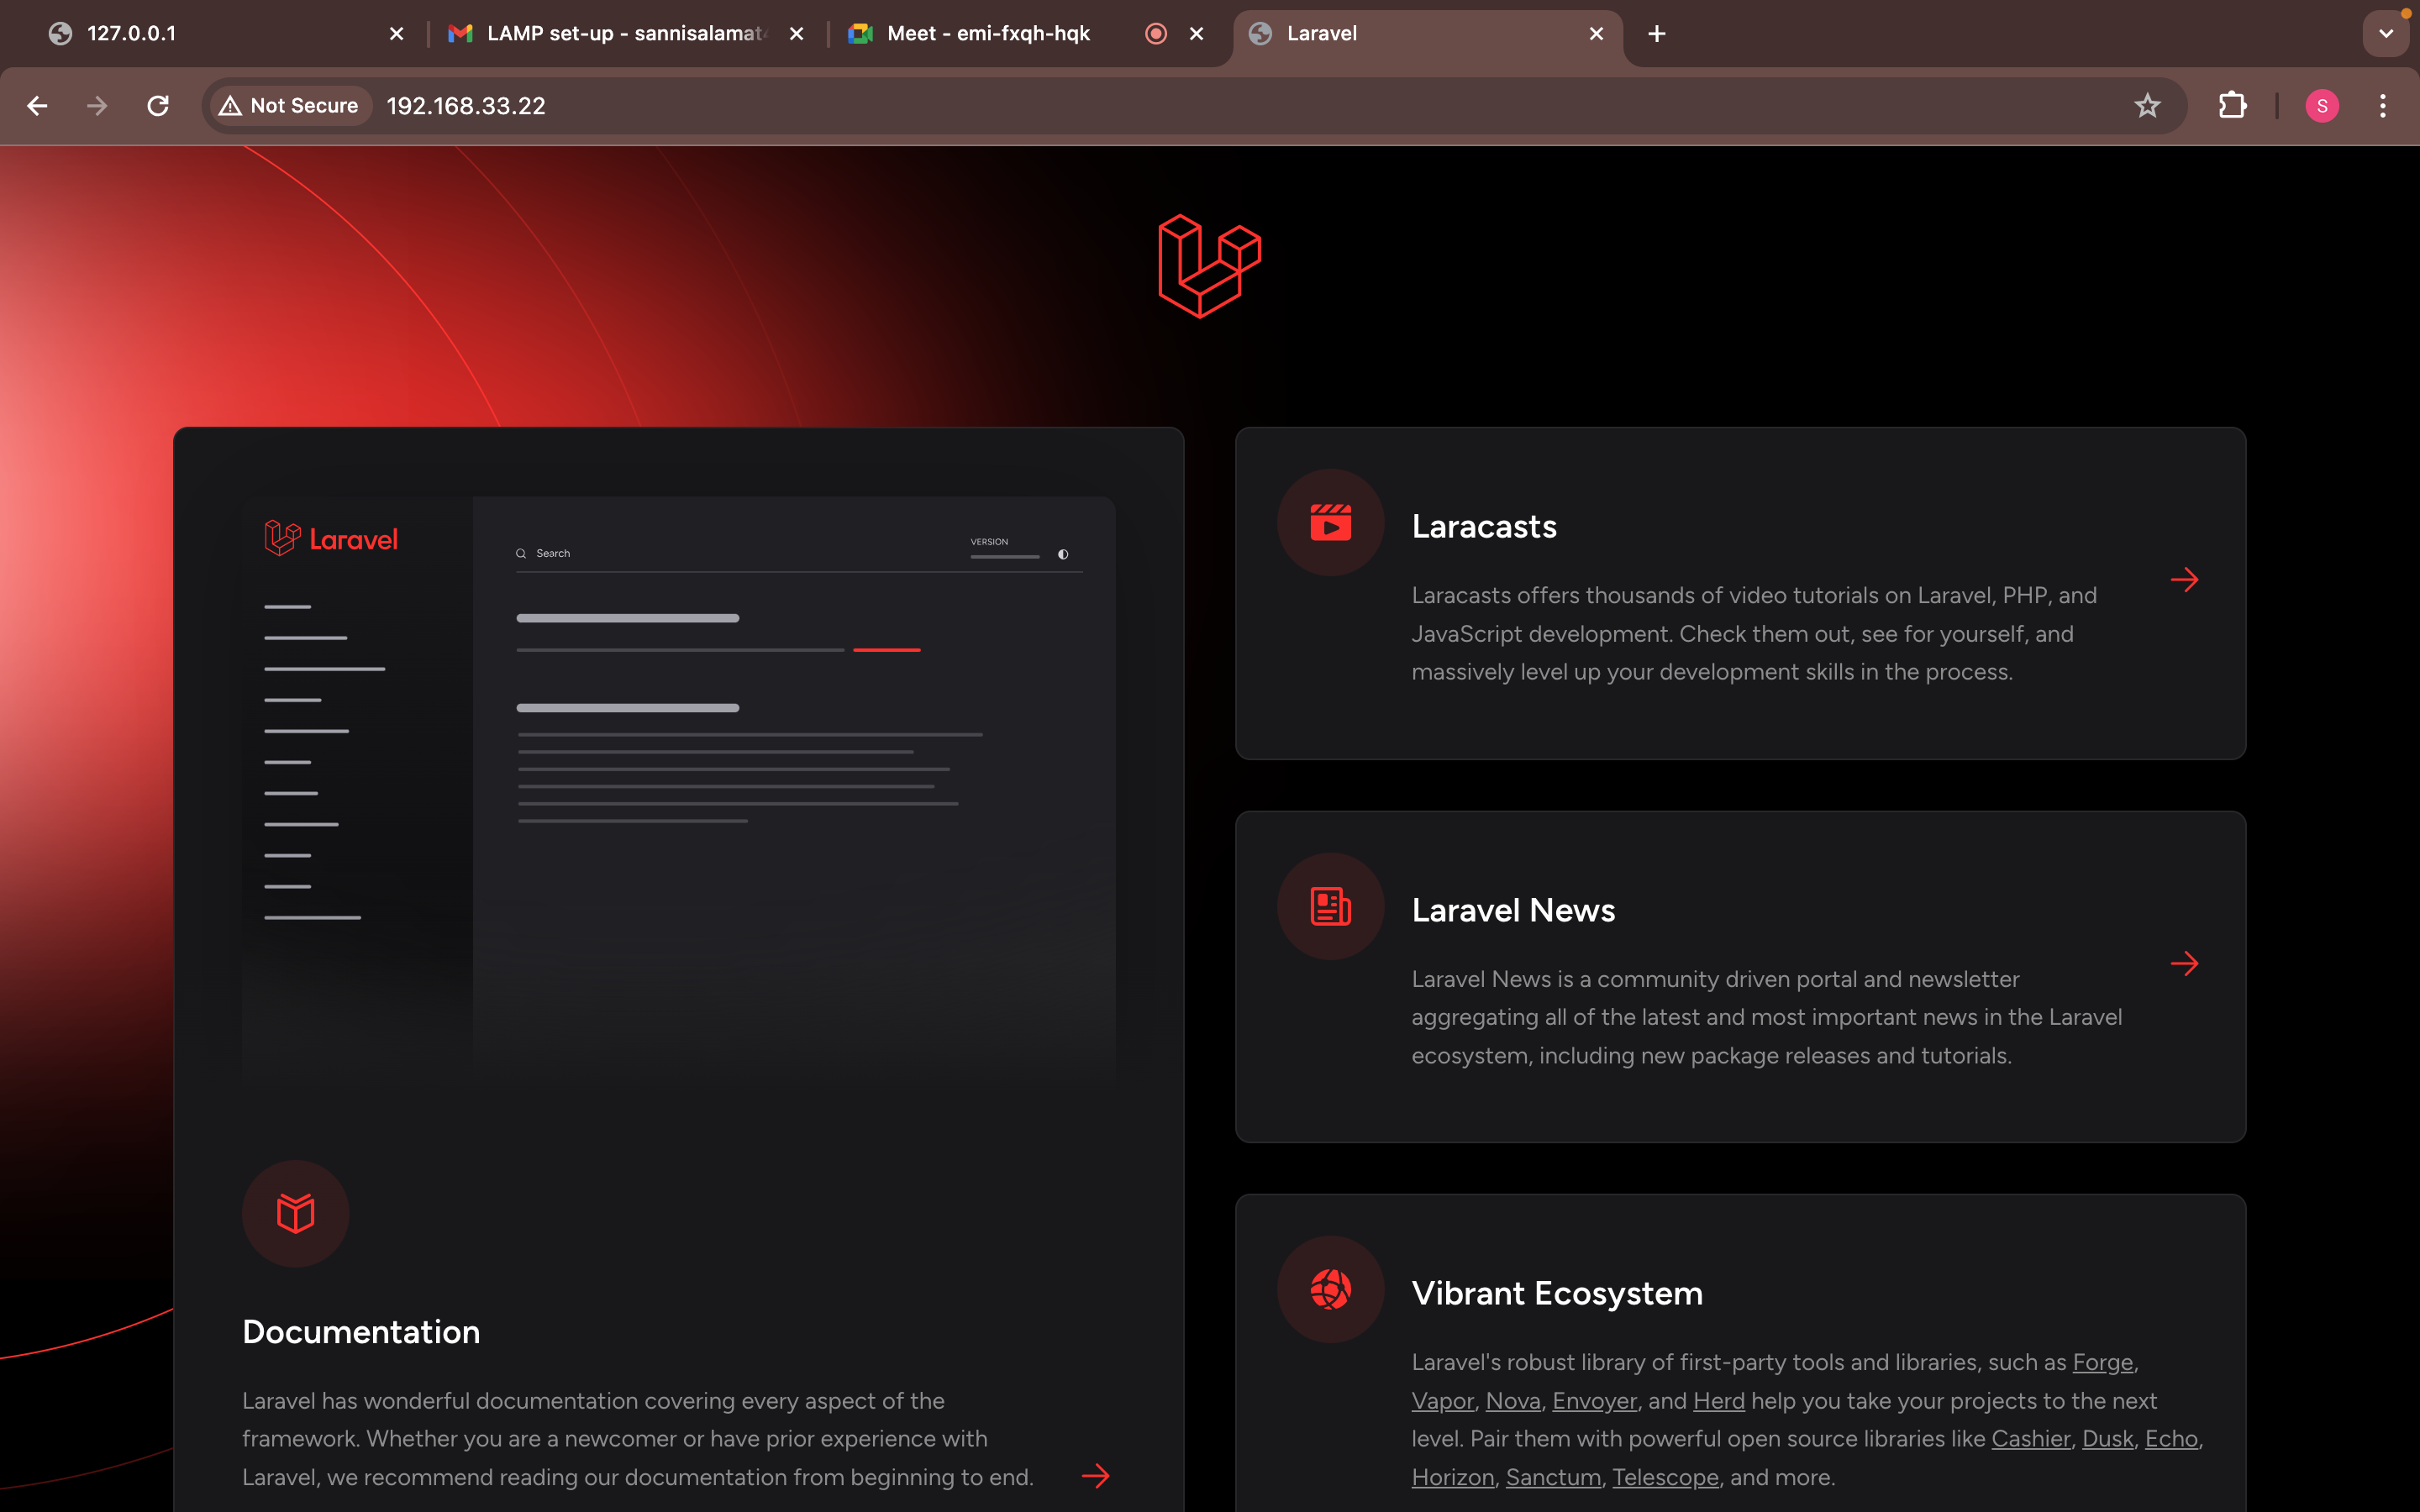 127.0.0.1
LAMP set-up - sannisalamat
Meet - emi-fxqh-hqk
Laravel
Not Secure
192.168.33.22
S
Laravel
Search
VERSION
Documentation
Laravel has wonderful documentation covering every aspect of the
framework. Whether you are a newcomer or have prior experience with
Laravel, we recommend reading our documentation from beginning to end.
Laracasts
Laracasts offers thousands of video tutorials on Laravel, PHP, and
JavaScript development. Check them out, see for yourself, and
massively level up your development skills in the process.
Laravel News
Laravel News is a community driven portal and newsletter
aggregating all of the latest and most important news in the Laravel
ecosystem, including new package releases and tutorials.
Vibrant Ecosystem
Laravel's robust library of first-party tools and libraries, such as Forge,
Vapor, Nova, Envoyer, and Herd help you take your projects to the next
level. Pair them with powerful open source libraries like Cashier, Dusk, Echo,
Horizon, Sanctum, Telescope, and more.